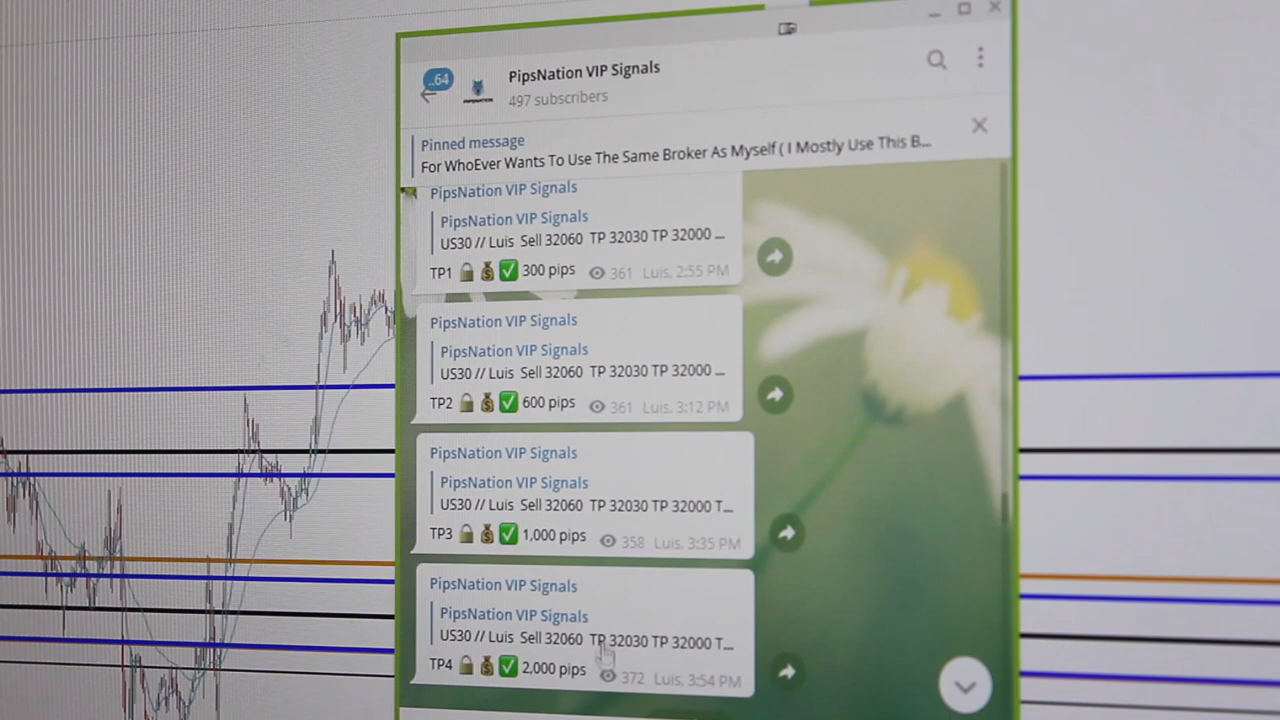 ..64
PipsNation VIP Signals
497 subscribers
Pinned message
For WhoEver Wants To Use The Same Broker As Myself ( I Mostly Use This B...
PipsNation VIP Signals
PipsNation VIP Signals
US30 // Luis Sell 32060 TP 32030 TP 32000 ...
TP1 🔒 💰 ✅ 300 pips 361 Luis, 2:55 PM
PipsNation VIP Signals
PipsNation VIP Signals
US30 // Luis Sell 32060 TP 32030 TP 32000 ...
TP2 🔒 💰 ✅ 600 pips 361 Luis, 3:12 PM
PipsNation VIP Signals
PipsNation VIP Signals
US30 // Luis Sell 32060 TP 32030 TP 32000 T...
TP3 🔒 💰 ✅ 1,000 pips 358 Luis, 3:35 PM
PipsNation VIP Signals
PipsNation VIP Signals
US30 // Luis Sell 32060 TP 32030 TP 32000 T...
TP4 🔒 💰 ✅ 2,000 pips 372 Luis, 3:54 PM